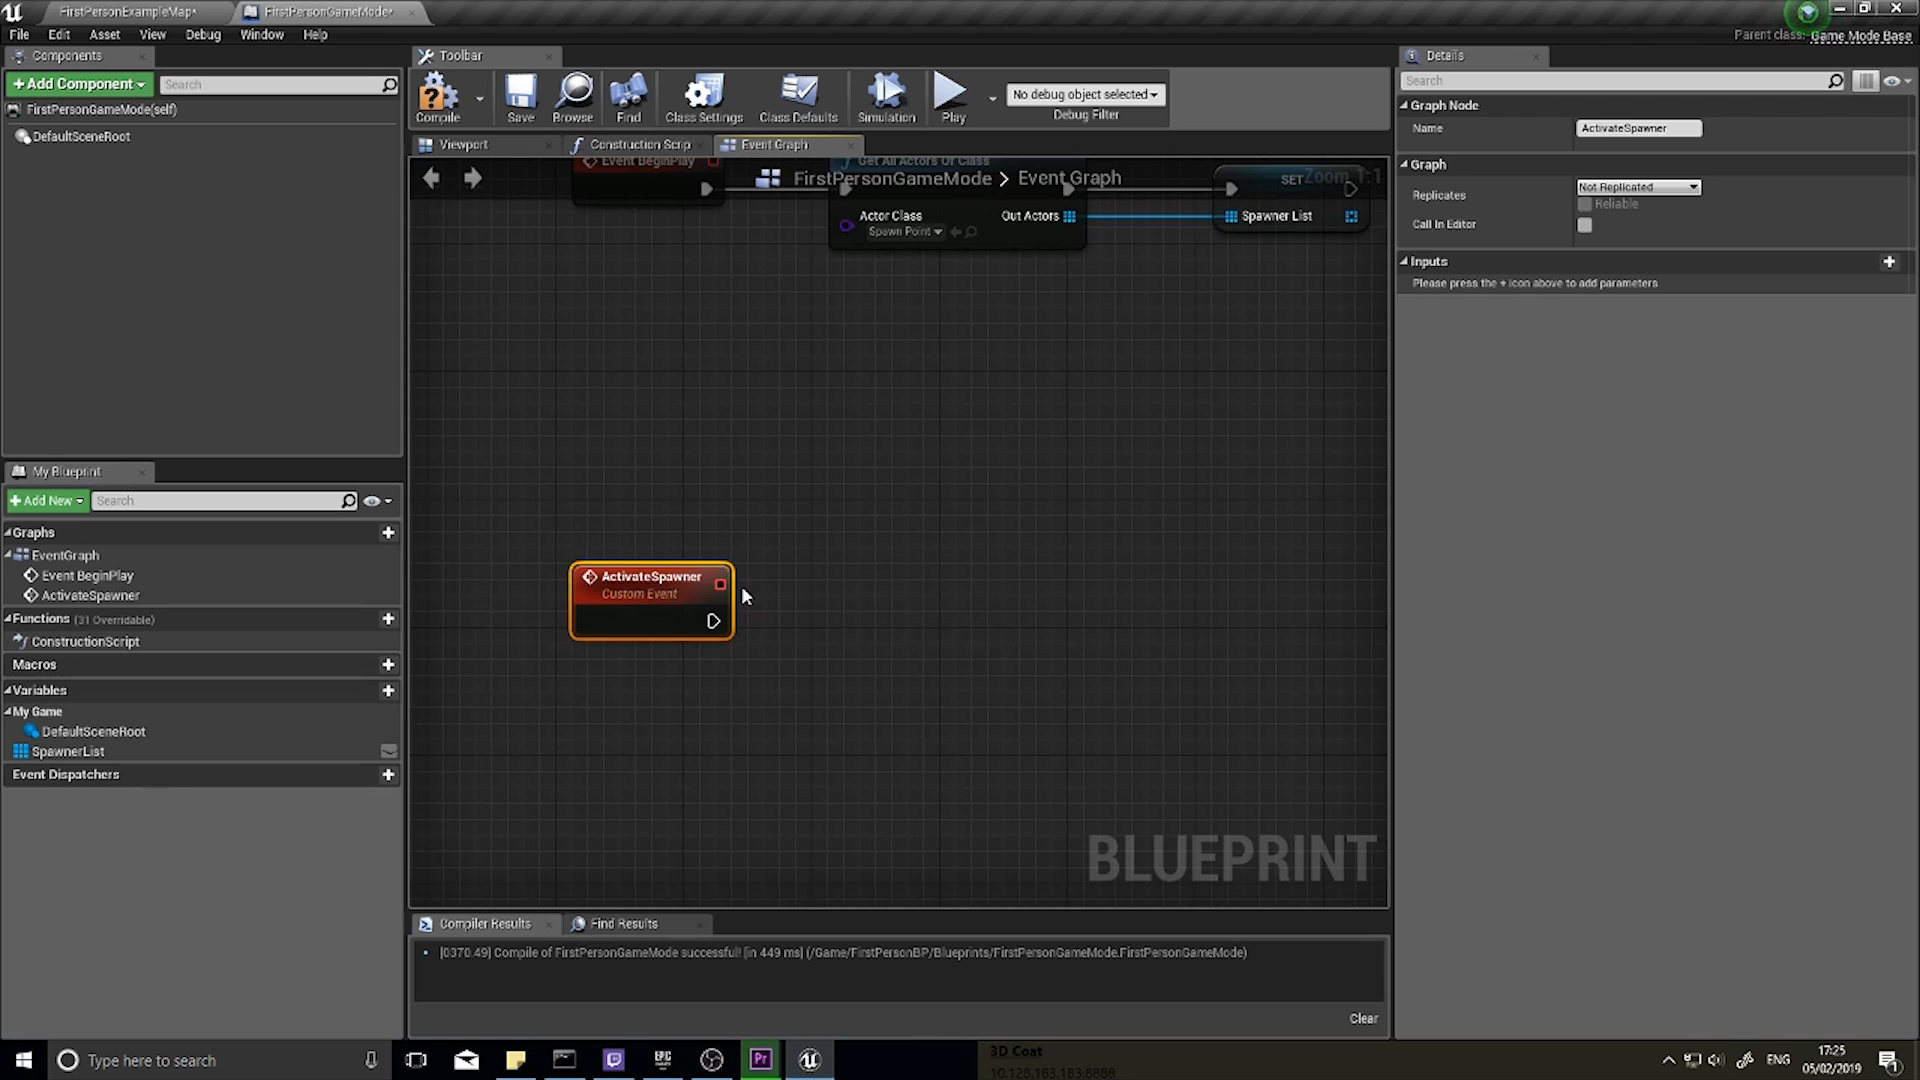 FirstPersonExampleMap*
FirstPersonGameMode*
File Edit Asset View Debug Window Help
Parent class: Game Mode Base
Components
Toolbar
Details
+Add Component
Search
FirstPersonGameMode(self)
DefaultSceneRoot
Compile
Save
Browse
Find
Class Settings
Class Defaults
Simulation
Play
No debug object selected
Debug Filter
Search
Graph Node
Name
ActivateSpawner
Graph
Replicates
Not Replicated
Reliable
Call In Editor
Inputs
Please press the + icon above to add parameters
Viewport
Construction Scrip
Event Graph
FirstPersonGameMode > Event Graph
Zoom 1:1
Event BeginPlay
Get All Actors Of Class
Actor Class
Spawn Point
Out Actors
SET
Spawner List
ActivateSpawner
Custom Event
BLUEPRINT
My Blueprint
+Add New
Search
Graphs
EventGraph
Event BeginPlay
ActivateSpawner
Functions (31 Overridable)
ConstructionScript
Macros
Variables
My Game
DefaultSceneRoot
SpawnerList
Event Dispatchers
Compiler Results
Find Results
[0370.49] Compile of FirstPersonGameMode successful! [in 449 ms] (/Game/FirstPersonBP/Blueprints/FirstPersonGameMode.FirstPersonGameMode)
Clear
Type here to search
EPIC
Pr
3D Coat
10.128.183.183:8888
ENG
17:25
05/02/2019
1